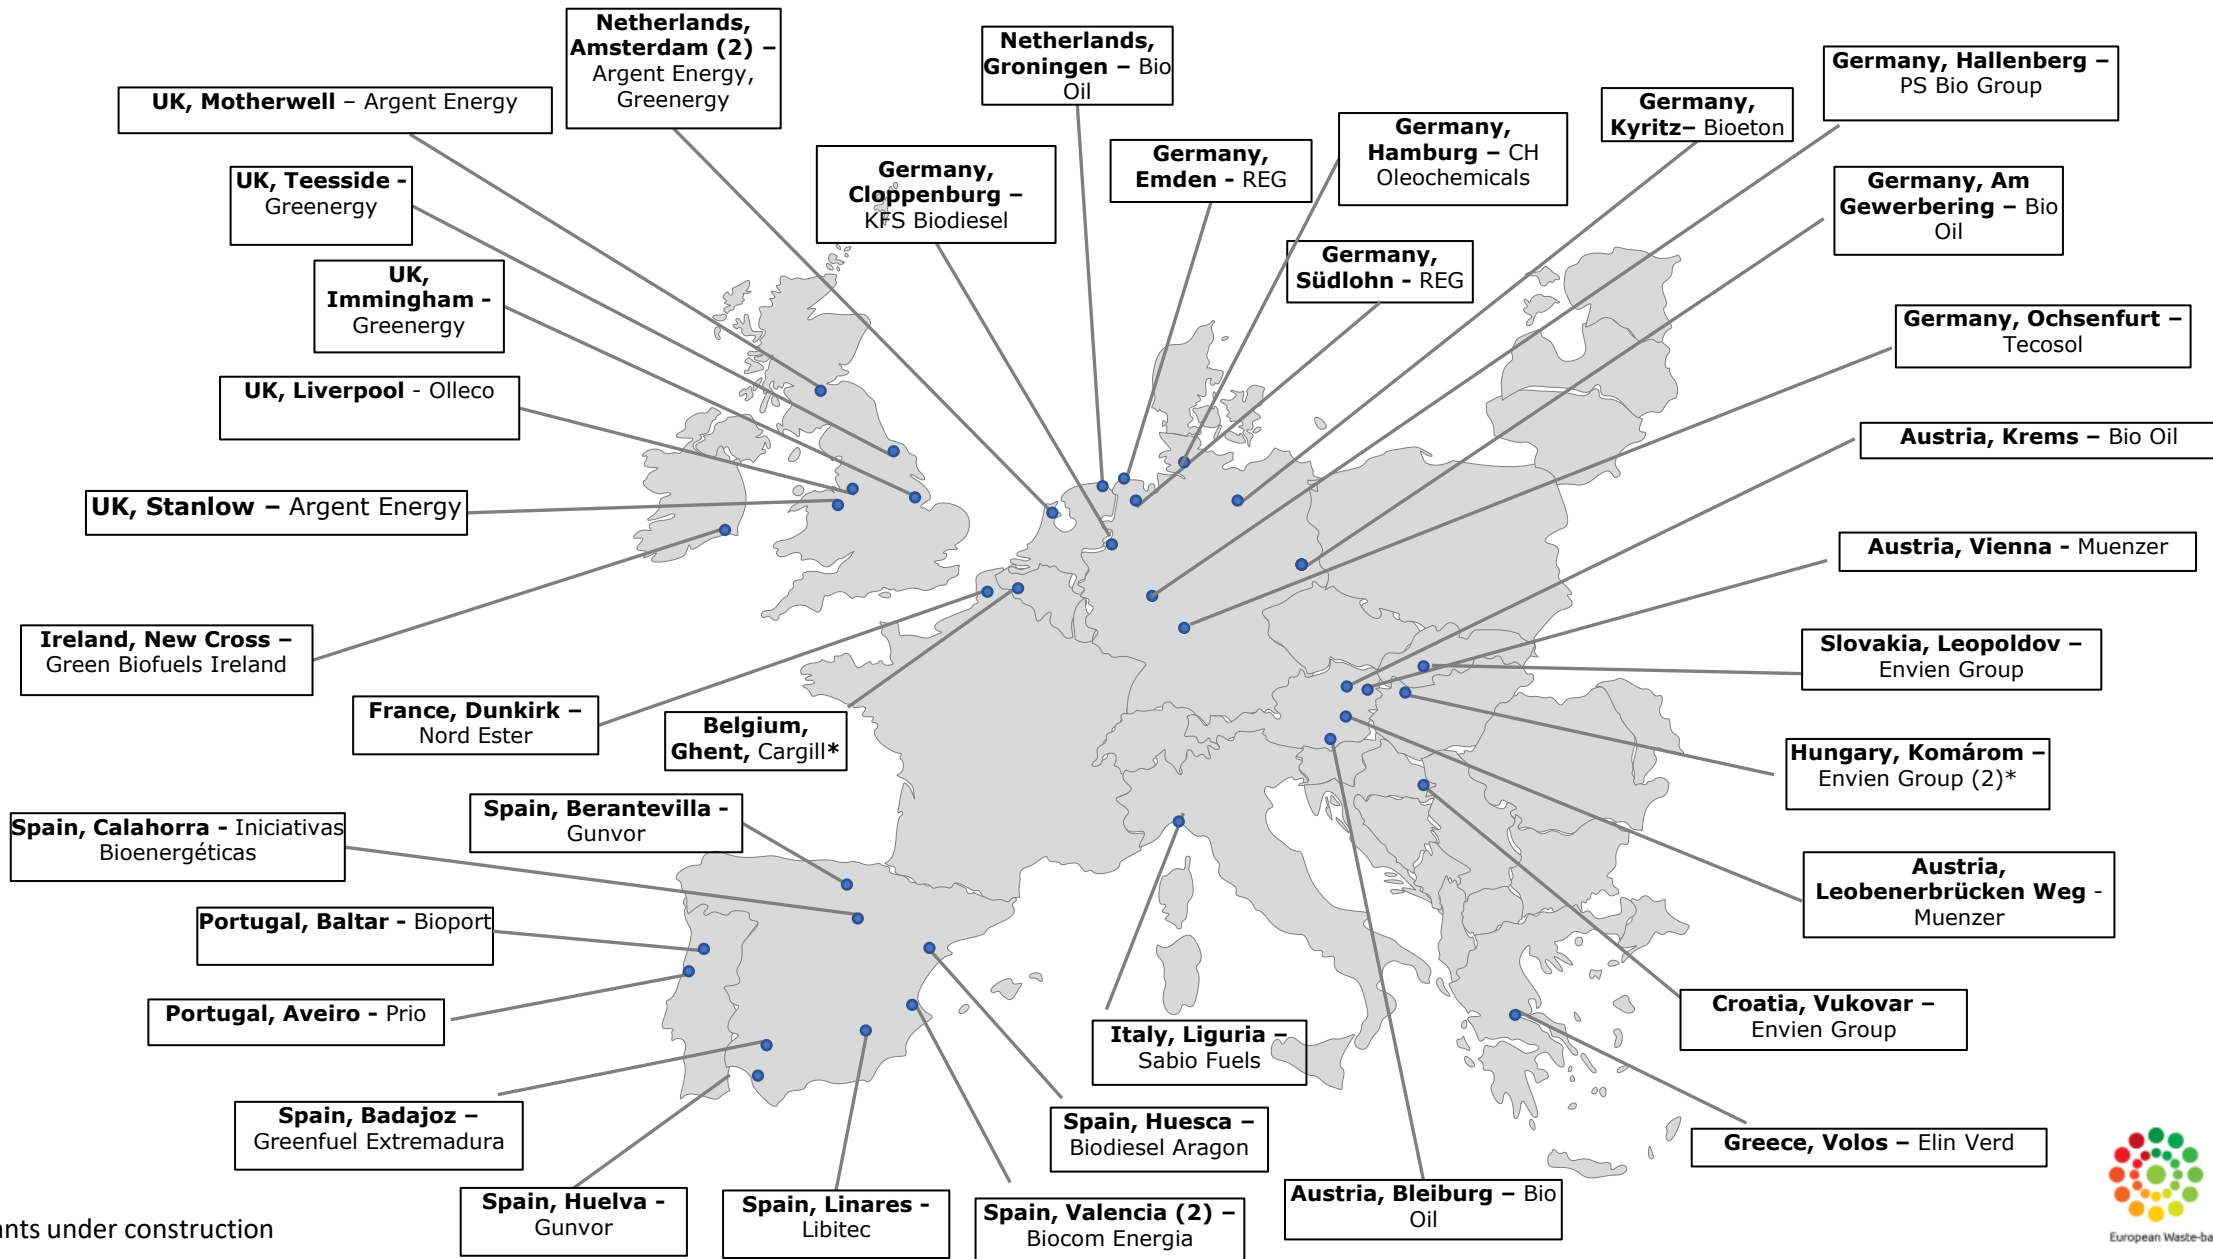 Netherlands,
Amsterdam (2) –
Argent Energy,
Greenergy
Netherlands,
Groningen – Bio
Oil
Germany, Hallenberg –
PS Bio Group
UK, Motherwell – Argent Energy
Germany,
Kyritz– Bioeton
Germany,
Hamburg – CH
Oleochemicals
Germany,
Emden - REG
Germany,
Cloppenburg –
KFS Biodiesel
UK, Teesside -
Greenergy
Germany, Am
Gewerbering – Bio
Oil
Germany,
Südlohn - REG
UK,
Immingham -
Greenergy
Germany, Ochsenfurt –
Tecosol
UK, Liverpool - Olleco
Austria, Krems – Bio Oil
UK, Stanlow – Argent Energy
Austria, Vienna - Muenzer
Ireland, New Cross –
Green Biofuels Ireland
Slovakia, Leopoldov –
Envien Group
France, Dunkirk –
Nord Ester
Belgium,
Ghent, Cargill*
Hungary, Komárom –
Envien Group (2)*
Spain, Berantevilla -
Gunvor
Spain, Calahorra - Iniciativas
Bioenergéticas
Austria,
Leobenerbrücken Weg -
Muenzer
Portugal, Baltar - Bioport
Portugal, Aveiro - Prio
Croatia, Vukovar –
Envien Group
Italy, Liguria –
Sabio Fuels
Spain, Badajoz –
Greenfuel Extremadura
Spain, Huesca –
Biodiesel Aragon
Greece, Volos – Elin Verd
Spain, Huelva -
Gunvor
Spain, Linares -
Libitec
Spain, Valencia (2) –
Biocom Energia
Austria, Bleiburg – Bio
Oil
ants under construction
European Waste-ba